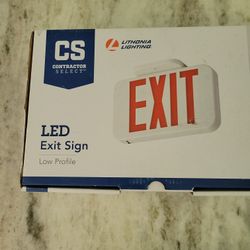 CS
CONTRACTOR
SELECT
LITHONIA
LIGHTING
EXIT
LED
Exit Sign
Low Profile